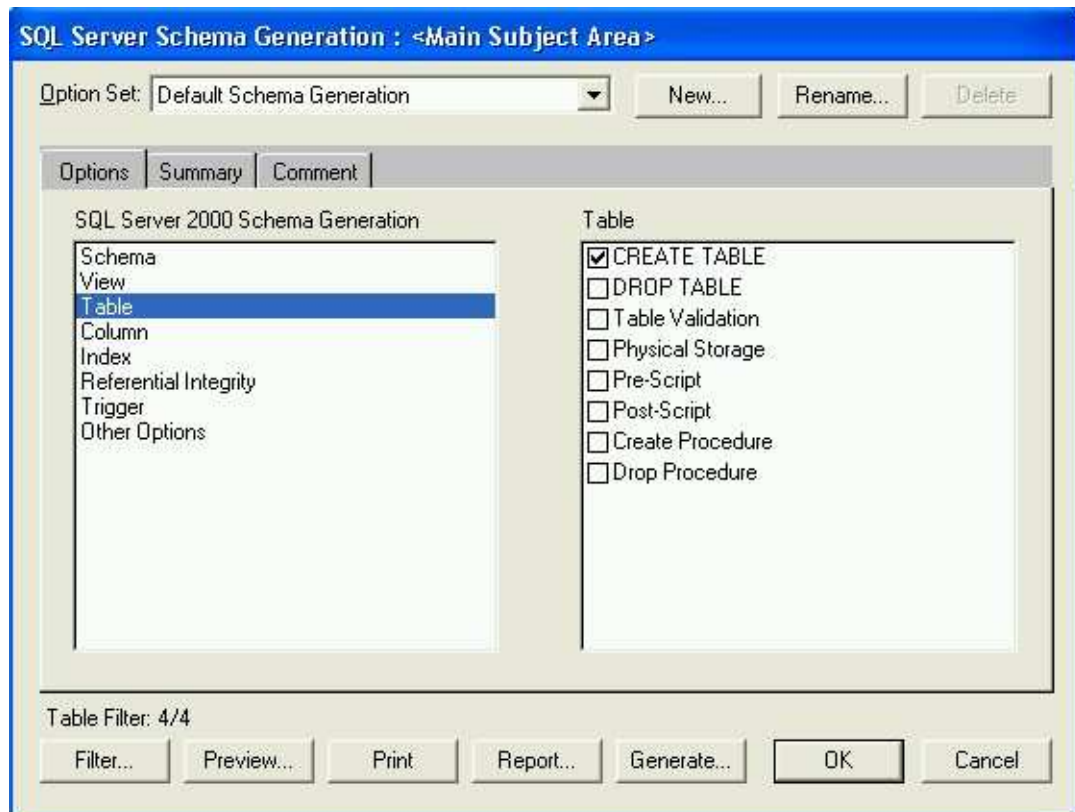 SQL Server Schema Generation : <Main Subject Area>
Option Set: Default Schema Generation New... Rename... Delete
Options Summary Comment
SQL Server 2000 Schema Generation
Schema
View
Table
Column
Index
Referential Integrity
Trigger
Other Options
Table
CREATE TABLE
DROP TABLE
Table Validation
Physical Storage
Pre-Script
Post-Script
Create Procedure
Drop Procedure
Table Filter: 4/4
Filter... Preview... Print Report... Generate... OK Cancel